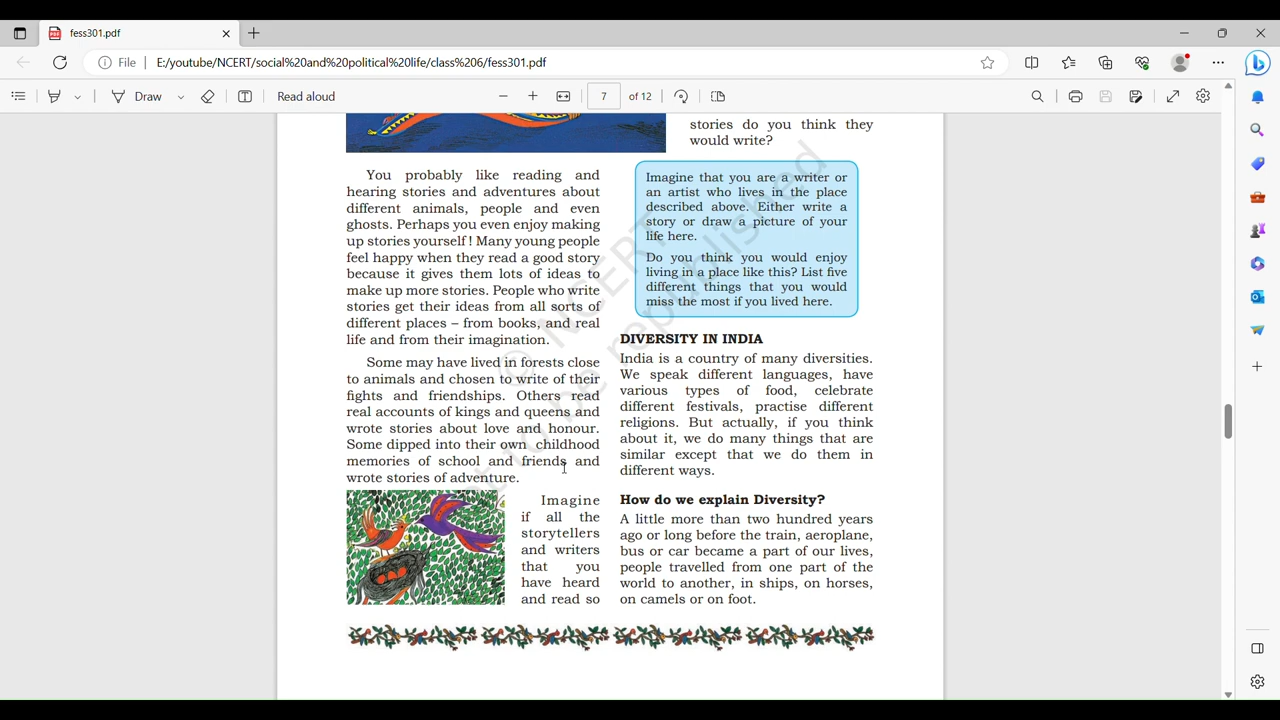 fess301.pdf
File
E:/youtube/NCERT/social%20and%20political%20life/class%206/fess301.pdf
Draw
Read aloud
7
of 12
stories do you think they
would write?
You probably like reading and
hearing stories and adventures about
different animals, people and even
ghosts. Perhaps you even enjoy making
up stories yourself ! Many young people
feel happy when they read a good story
because it gives them lots of ideas to
make up more stories. People who write
stories get their ideas from all sorts of
different places – from books, and real
life and from their imagination.
Some may have lived in forests close
to animals and chosen to write of their
fights and friendships. Others read
real accounts of kings and queens and
wrote stories about love and honour.
Some dipped into their own childhood
memories of school and friends and
wrote stories of adventure.
Imagine
if all the
storytellers
and writers
that you
have heard
and read so
Imagine that you are a writer or
an artist who lives in the place
described above. Either write a
story or draw a picture of your
life here.
Do you think you would enjoy
living in a place like this? List five
different things that you would
miss the most if you lived here.
DIVERSITY IN INDIA
India is a country of many diversities.
We speak different languages, have
various types of food, celebrate
different festivals, practise different
religions. But actually, if you think
about it, we do many things that are
similar except that we do them in
different ways.
How do we explain Diversity?
A little more than two hundred years
ago or long before the train, aeroplane,
bus or car became a part of our lives,
people travelled from one part of the
world to another, in ships, on horses,
on camels or on foot.
© NCERT
not to be republished